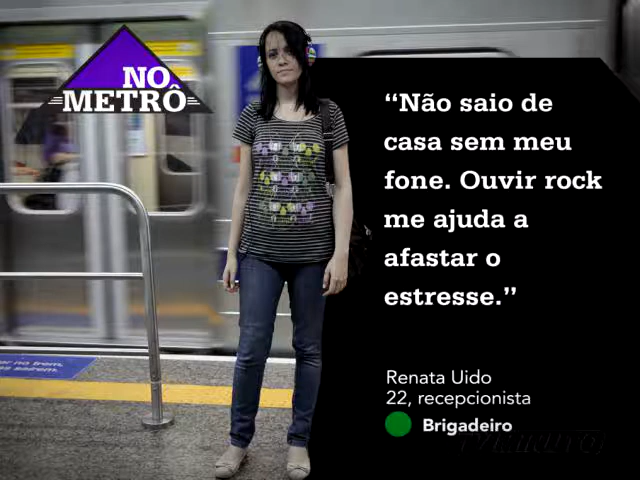 NO
METRÔ
“Não saio de
casa sem meu
fone. Ouvir rock
me ajuda a
afastar o
estresse.”
Renata Uido
22, recepcionista
Brigadeiro
TVMINUTO